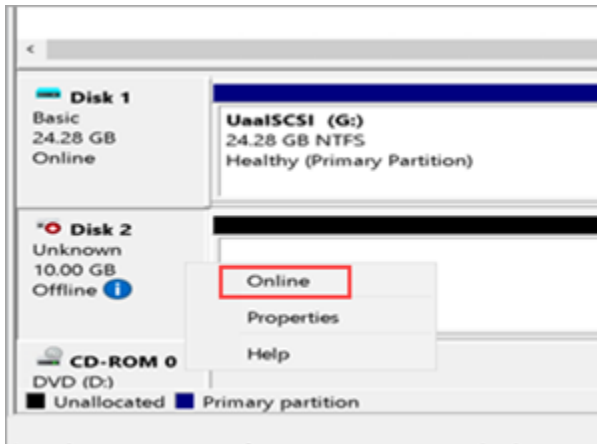 Disk 1
Basic
24.28 GB
Online
UaaISCSI (G:)
24.28 GB NTFS
Healthy (Primary Partition)
Disk 2
Unknown
10.00 GB
Offline
Online
Properties
Help
CD-ROM 0
DVD (D:)
Unallocated Primary partition